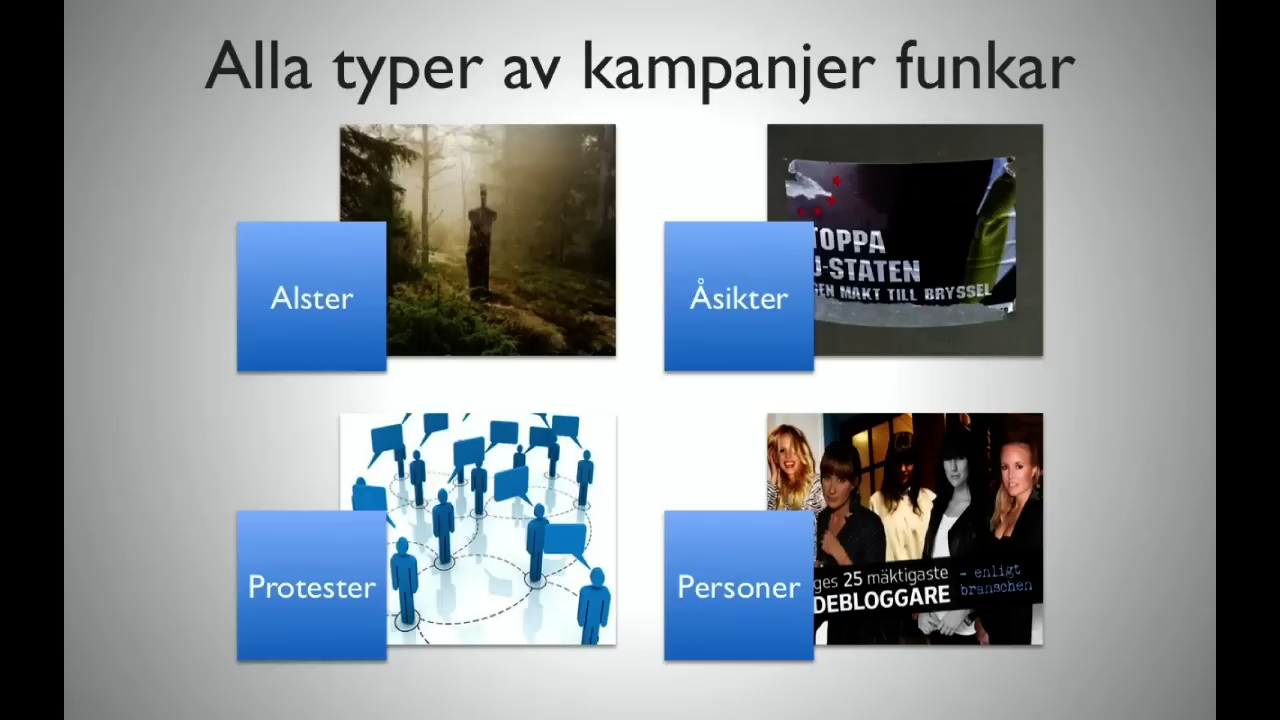 Alla typer av kampanjer funkar
Alster
Åsikter
TOPPA
U-STATEN
GEN MAKT TILL BRYSSEL
Protester
Personer
ges 25 mäktigaste
DEBLOGGARE
– enligt
branschen